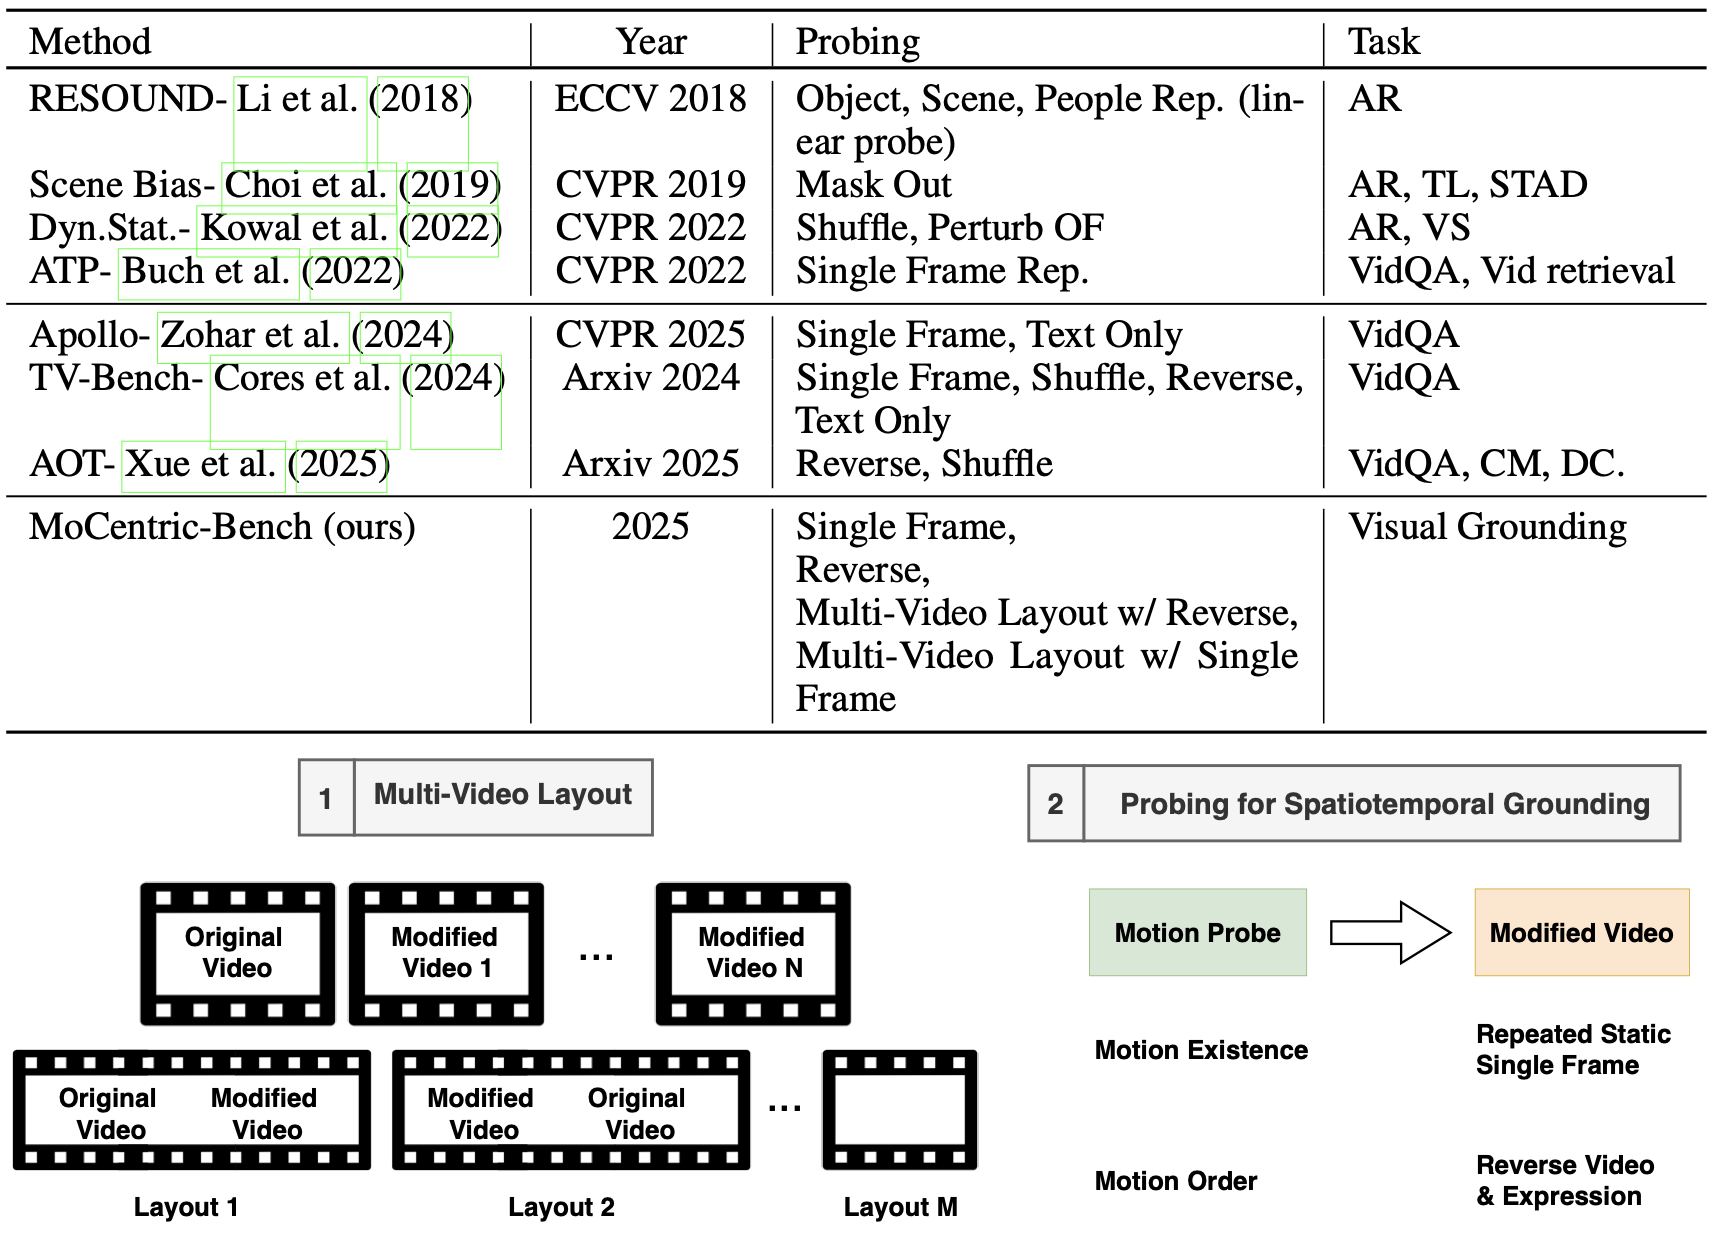 Method Year Probing Task
RESOUND- Li et al. (2018) ECCV 2018 Object, Scene, People Rep. (lin- AR
ear probe)
Scene Bias- Choi et al. (2019) CVPR 2019 Mask Out AR, TL, STAD
Dyn.Stat.- Kowal et al. (2022) CVPR 2022 Shuffle, Perturb OF AR, VS
ATP- Buch et al. (2022) CVPR 2022 Single Frame Rep. VidQA, Vid retrieval
Apollo- Zohar et al. (2024) CVPR 2025 Single Frame, Text Only VidQA
TV-Bench- Cores et al. (2024) Arxiv 2024 Single Frame, Shuffle, Reverse, VidQA
Text Only
AOT- Xue et al. (2025) Arxiv 2025 Reverse, Shuffle VidQA, CM, DC.
MoCentric-Bench (ours) 2025 Single Frame, Visual Grounding
Reverse,
Multi-Video Layout w/ Reverse,
Multi-Video Layout w/ Single
Frame
1 Multi-Video Layout
Original
Video
Modified
Video 1
...
Modified
Video N
Original
Video
Modified
Video
Modified
Video
Original
Video
...
Layout 1
Layout 2
Layout M
2 Probing for Spatiotemporal Grounding
Motion Probe
Modified Video
Motion Existence
Repeated Static
Single Frame
Motion Order
Reverse Video
& Expression